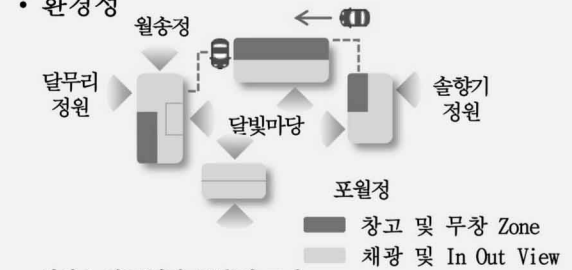 • 환경성
월송정
달무리
정원
달빛마당
솔향기
정원
포월정
창고 및 무창 Zone
채광 및 In Out View